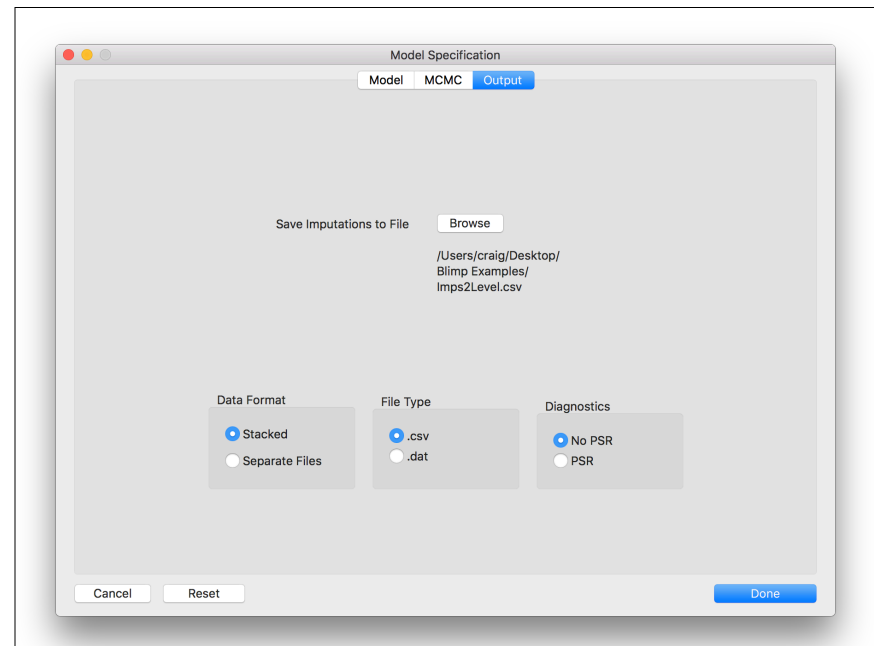 Model Specification
Model MCMC Output
Save Imputations to File Browse
/Users/craig/Desktop/
Blimp Examples/
Imps2Level.csv
Data Format
Stacked
Separate Files
File Type
.csv
.dat
Diagnostics
No PSR
PSR
Cancel Reset Done